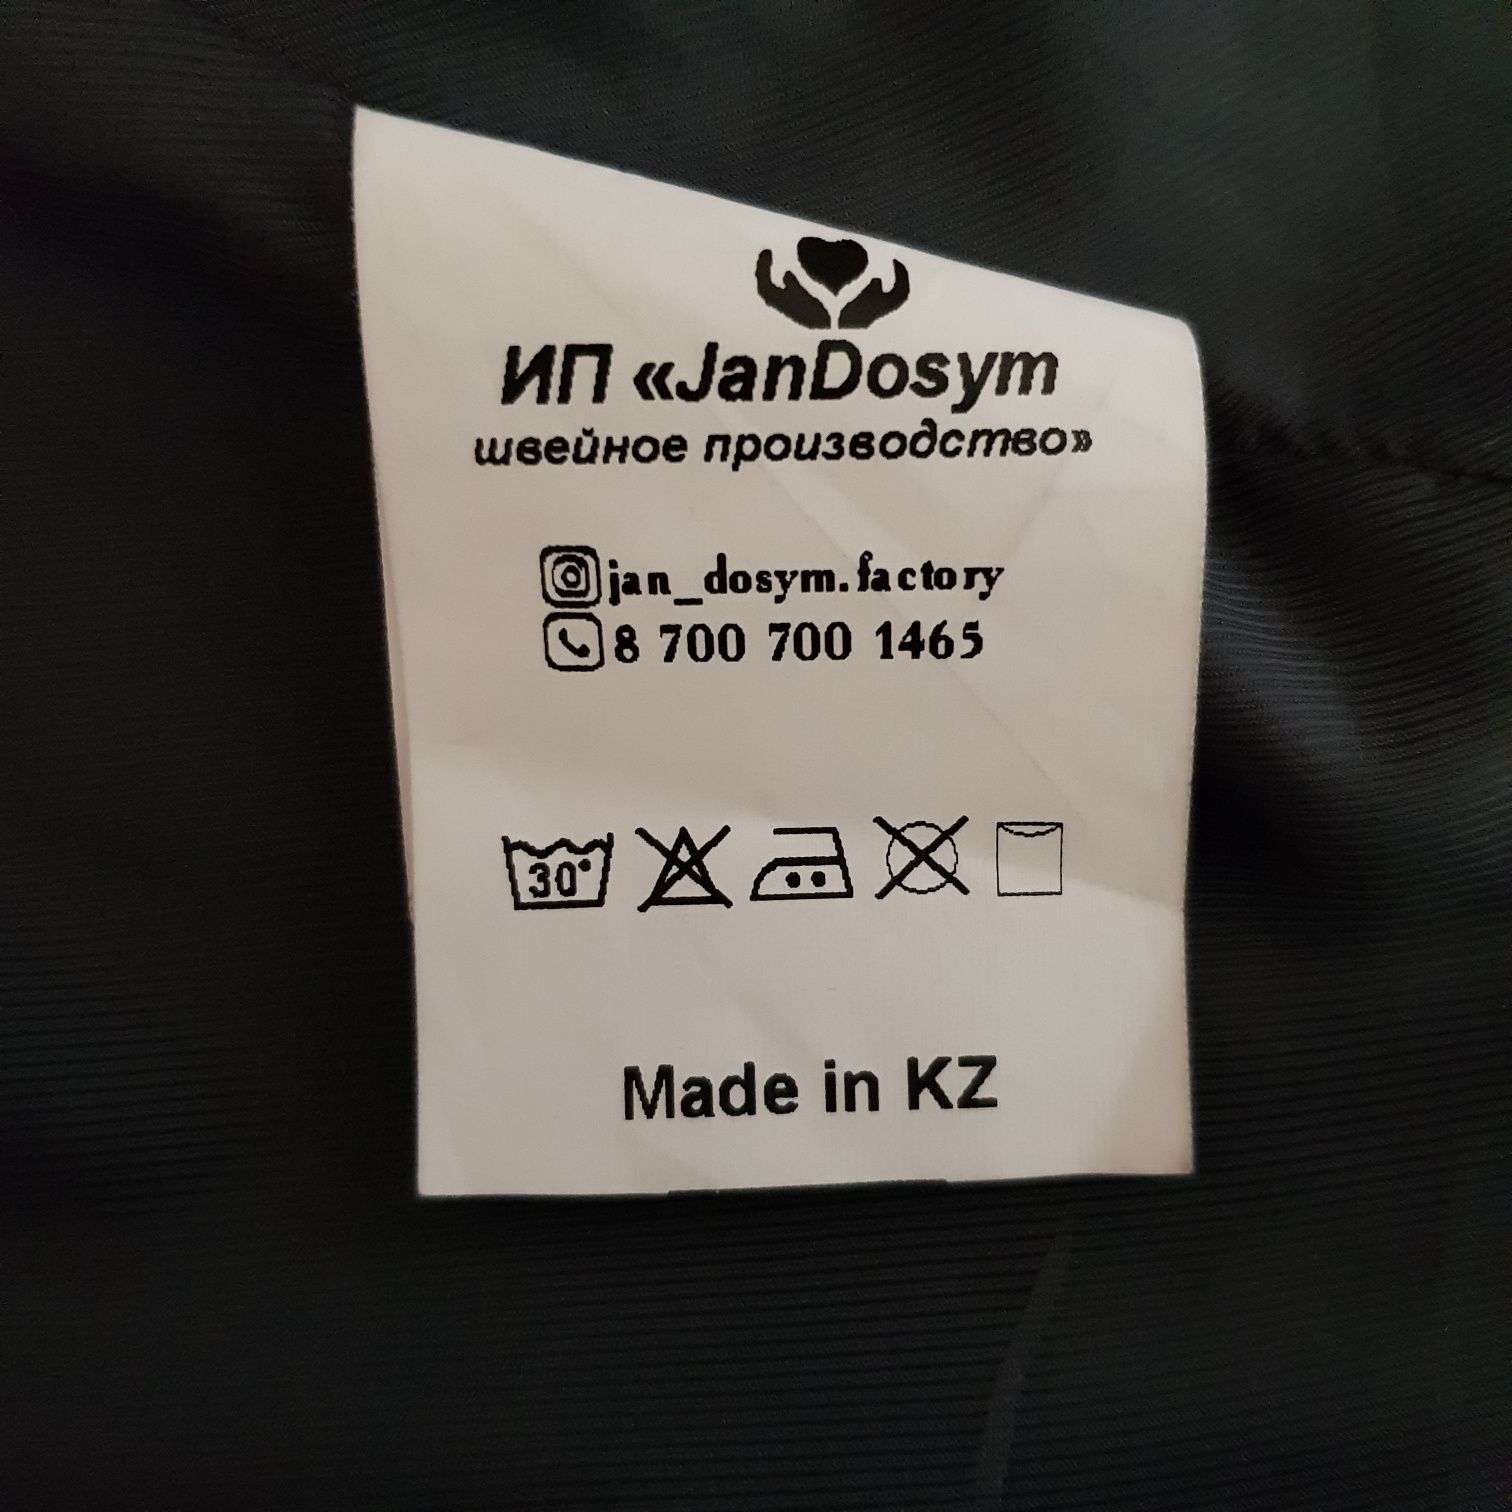 ИП «JanDosym
швейное производство»
jan_dosym.factory
8 700 700 1465
30°
Made in KZ